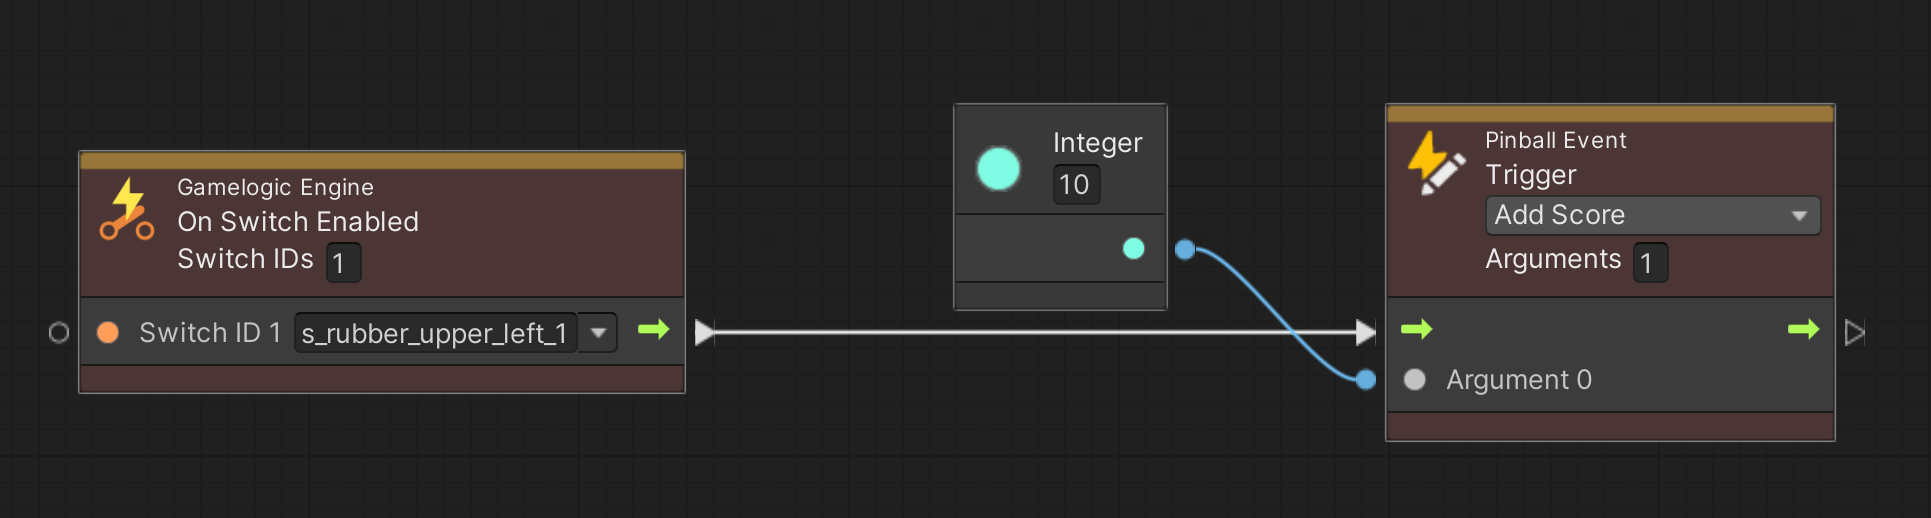 Gamelogic Engine
On Switch Enabled
Switch IDs 1
Switch ID 1 s_rubber_upper_left_1
Integer
10
Pinball Event
Trigger
Add Score
Arguments 1
Argument 0